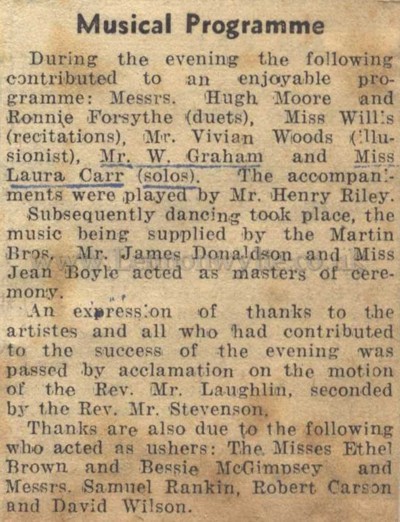 Musical Programme
During the evening the following
contributed to an enjoyable pro-
gramme: Messrs. Hugh Moore and
Ronnie Forsythe (duets), Miss Willis
(recitations), Mr. Vivian Woods (illu-
sionist), Mr. W. Graham and Miss
Laura Carr (solos). The accompani-
ments were played by Mr. Henry Riley.
Subsequently dancing took place, the
music being supplied by the Martin
Bros. Mr. James Donaldson and Miss
Jean Boyle acted as masters of cere-
mony.
An expression of thanks to the
artistes and all who had contributed
to the success of the evening was
passed by acclamation on the motion
of the Rev. Mr. Laughlin, seconded
by the Rev. Mr. Stevenson.
Thanks are also due to the following
who acted as ushers: The Misses Ethel
Brown and Bessie McGimpsey and
Messrs. Samuel Rankin, Robert Carson
and David Wilson.